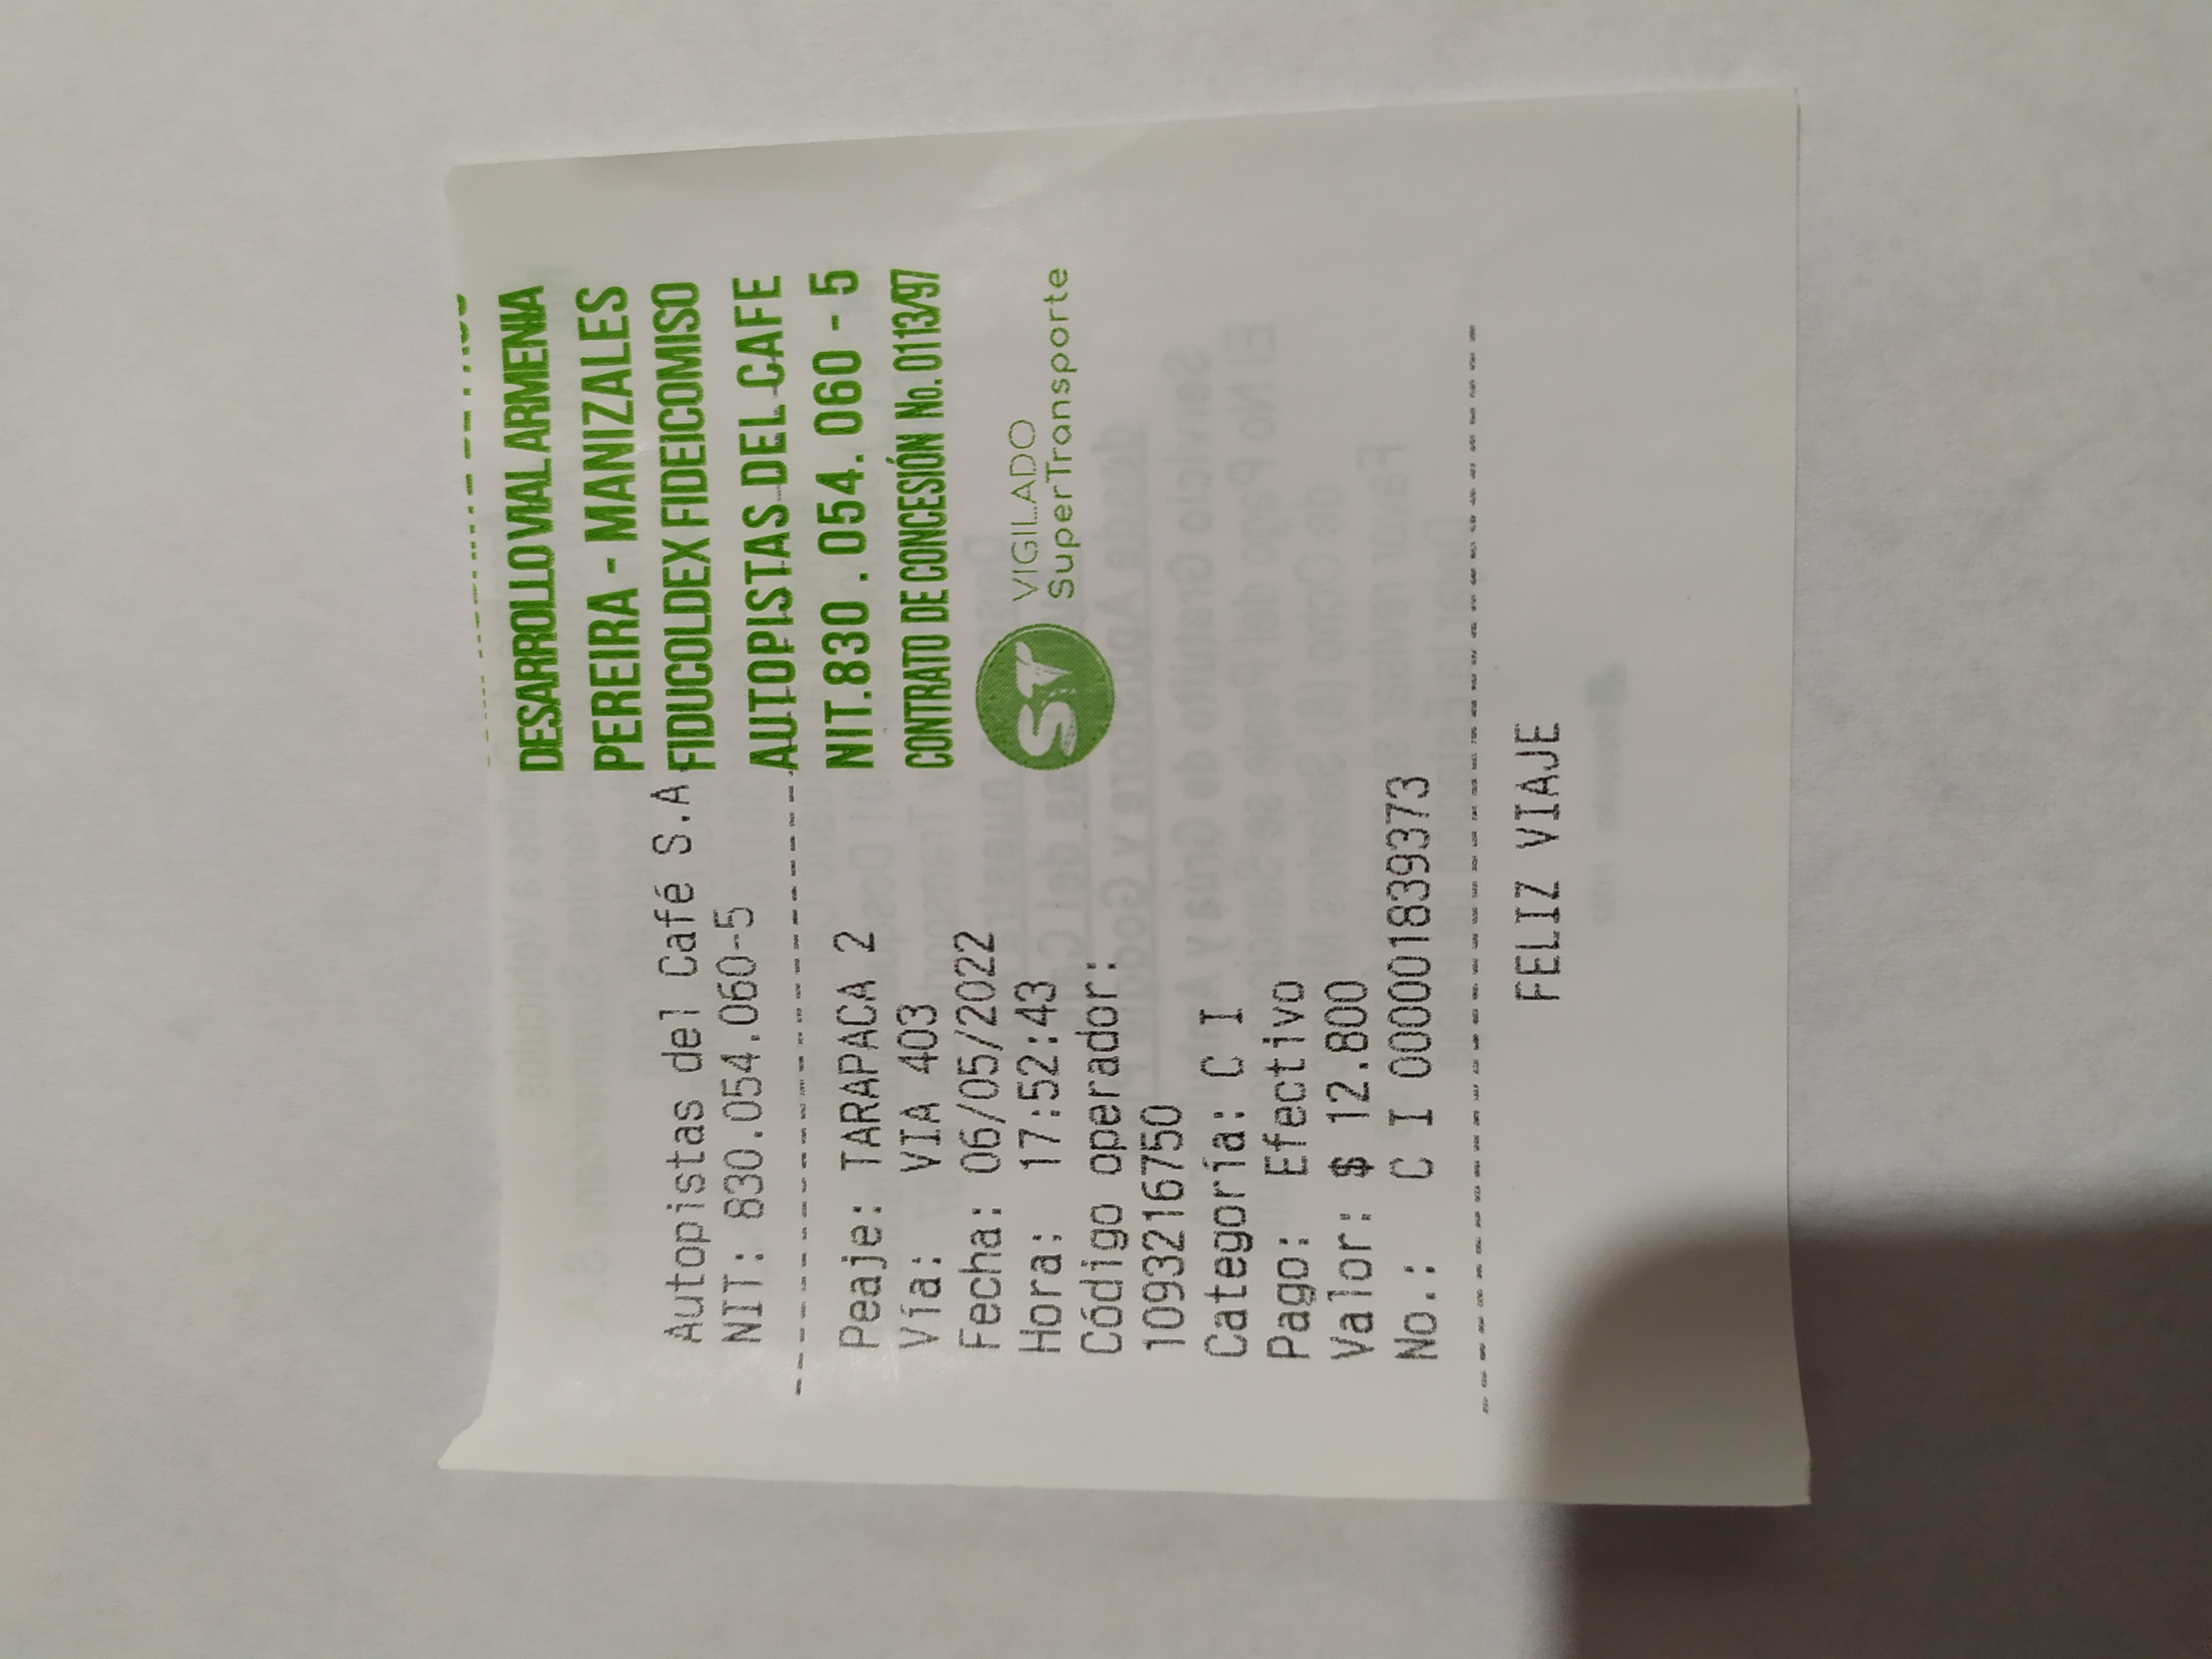 DESARROLLO VIAL ARMENIA
PEREIRA - MANIZALES
FIDUCOLDEX FIDEICOMISO
AUTOPISTAS DEL CAFE
NIT.830.054.060-5
CONTRATO DE CONCESIÓN No.0113/97
VIGILADO
SuperTransporte
Autopistas del Café S.A
NIT: 830.054.060-5
Peaje: TARAPACA 2
Vía: VIA 403
Fecha: 06/05/2022
Hora: 17:52:43
Código operador:
1093216750
Categoría: C I
Pago: Efectivo
Valor: $ 12.800
No.: C I 000001839373
FELIZ VIAJE